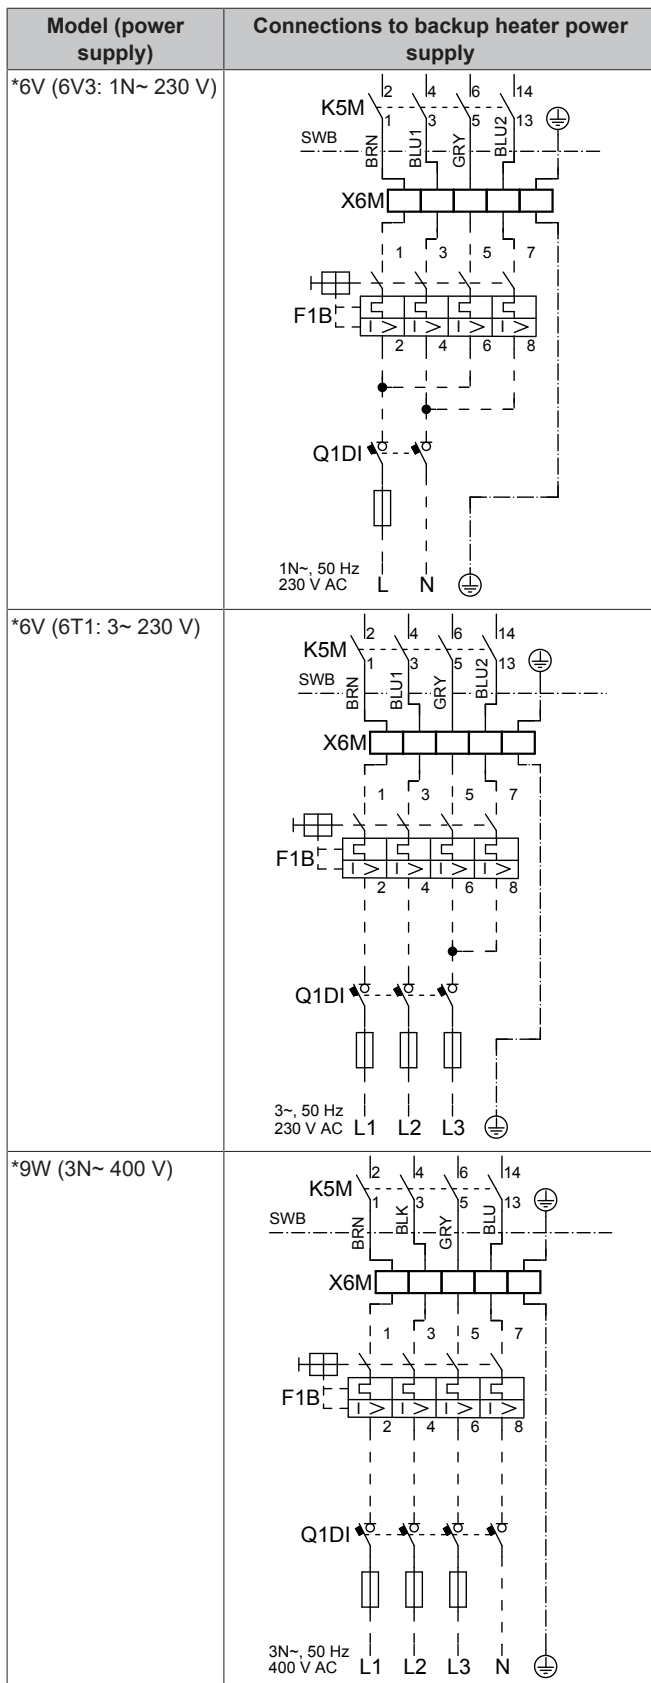 Model (power supply)
Connections to backup heater power supply
*6V (6V3: 1N~ 230 V)
2 4 6 14
K5M
1 3 5 13
SWB
BRN BLU1 GRY BLU2
X6M
1 3 5 7
F1B
I > I > I > I >
2 4 6 8
Q1DI
1N~, 50 Hz
230 V AC
L N
*6V (6T1: 3~ 230 V)
2 4 6 14
K5M
1 3 5 13
SWB
BRN BLU1 GRY BLU2
X6M
1 3 5 7
F1B
I > I > I > I >
2 4 6 8
Q1DI
3~, 50 Hz
230 V AC
L1 L2 L3
*9W (3N~ 400 V)
2 4 6 14
K5M
1 3 5 13
SWB
BRN BLK GRY BLU
X6M
1 3 5 7
F1B
I > I > I > I >
2 4 6 8
Q1DI
3N~, 50 Hz
400 V AC
L1 L2 L3 N